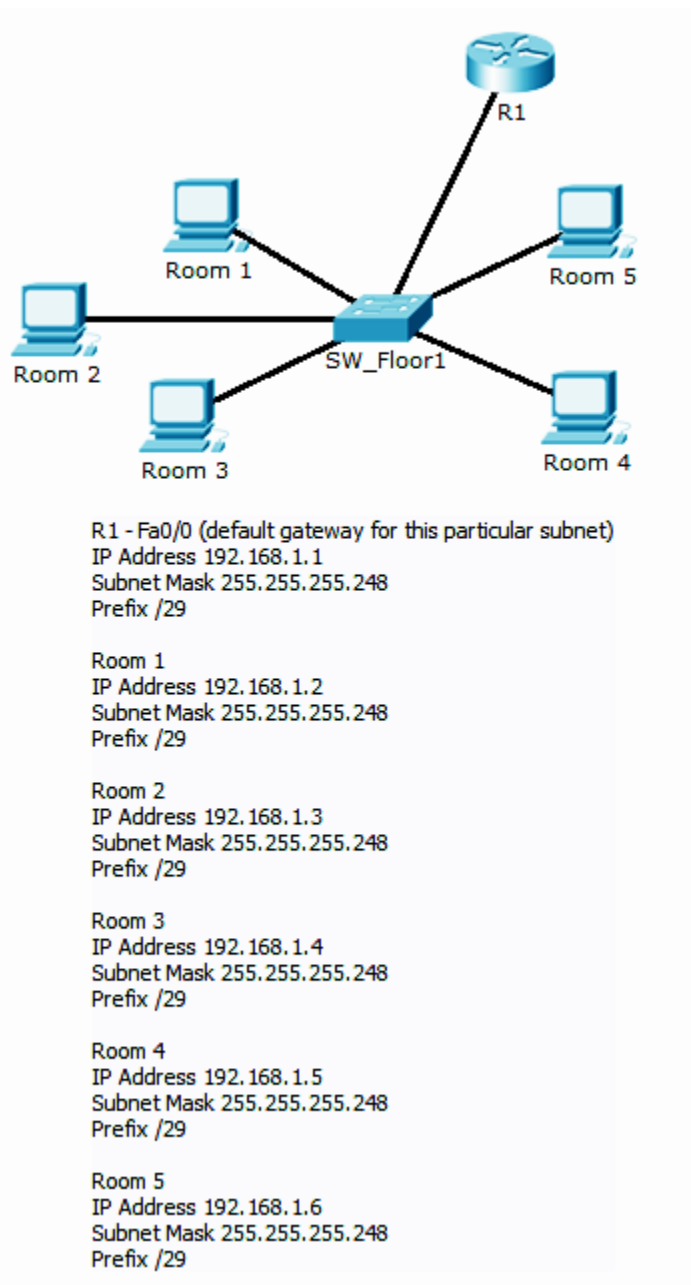 R1
Room 1
Room 5
Room 2
SW_Floor1
Room 3
Room 4
R1 - Fa0/0 (default gateway for this particular subnet)
IP Address 192.168.1.1
Subnet Mask 255.255.255.248
Prefix /29
Room 1
IP Address 192.168.1.2
Subnet Mask 255.255.255.248
Prefix /29
Room 2
IP Address 192.168.1.3
Subnet Mask 255.255.255.248
Prefix /29
Room 3
IP Address 192.168.1.4
Subnet Mask 255.255.255.248
Prefix /29
Room 4
IP Address 192.168.1.5
Subnet Mask 255.255.255.248
Prefix /29
Room 5
IP Address 192.168.1.6
Subnet Mask 255.255.255.248
Prefix /29